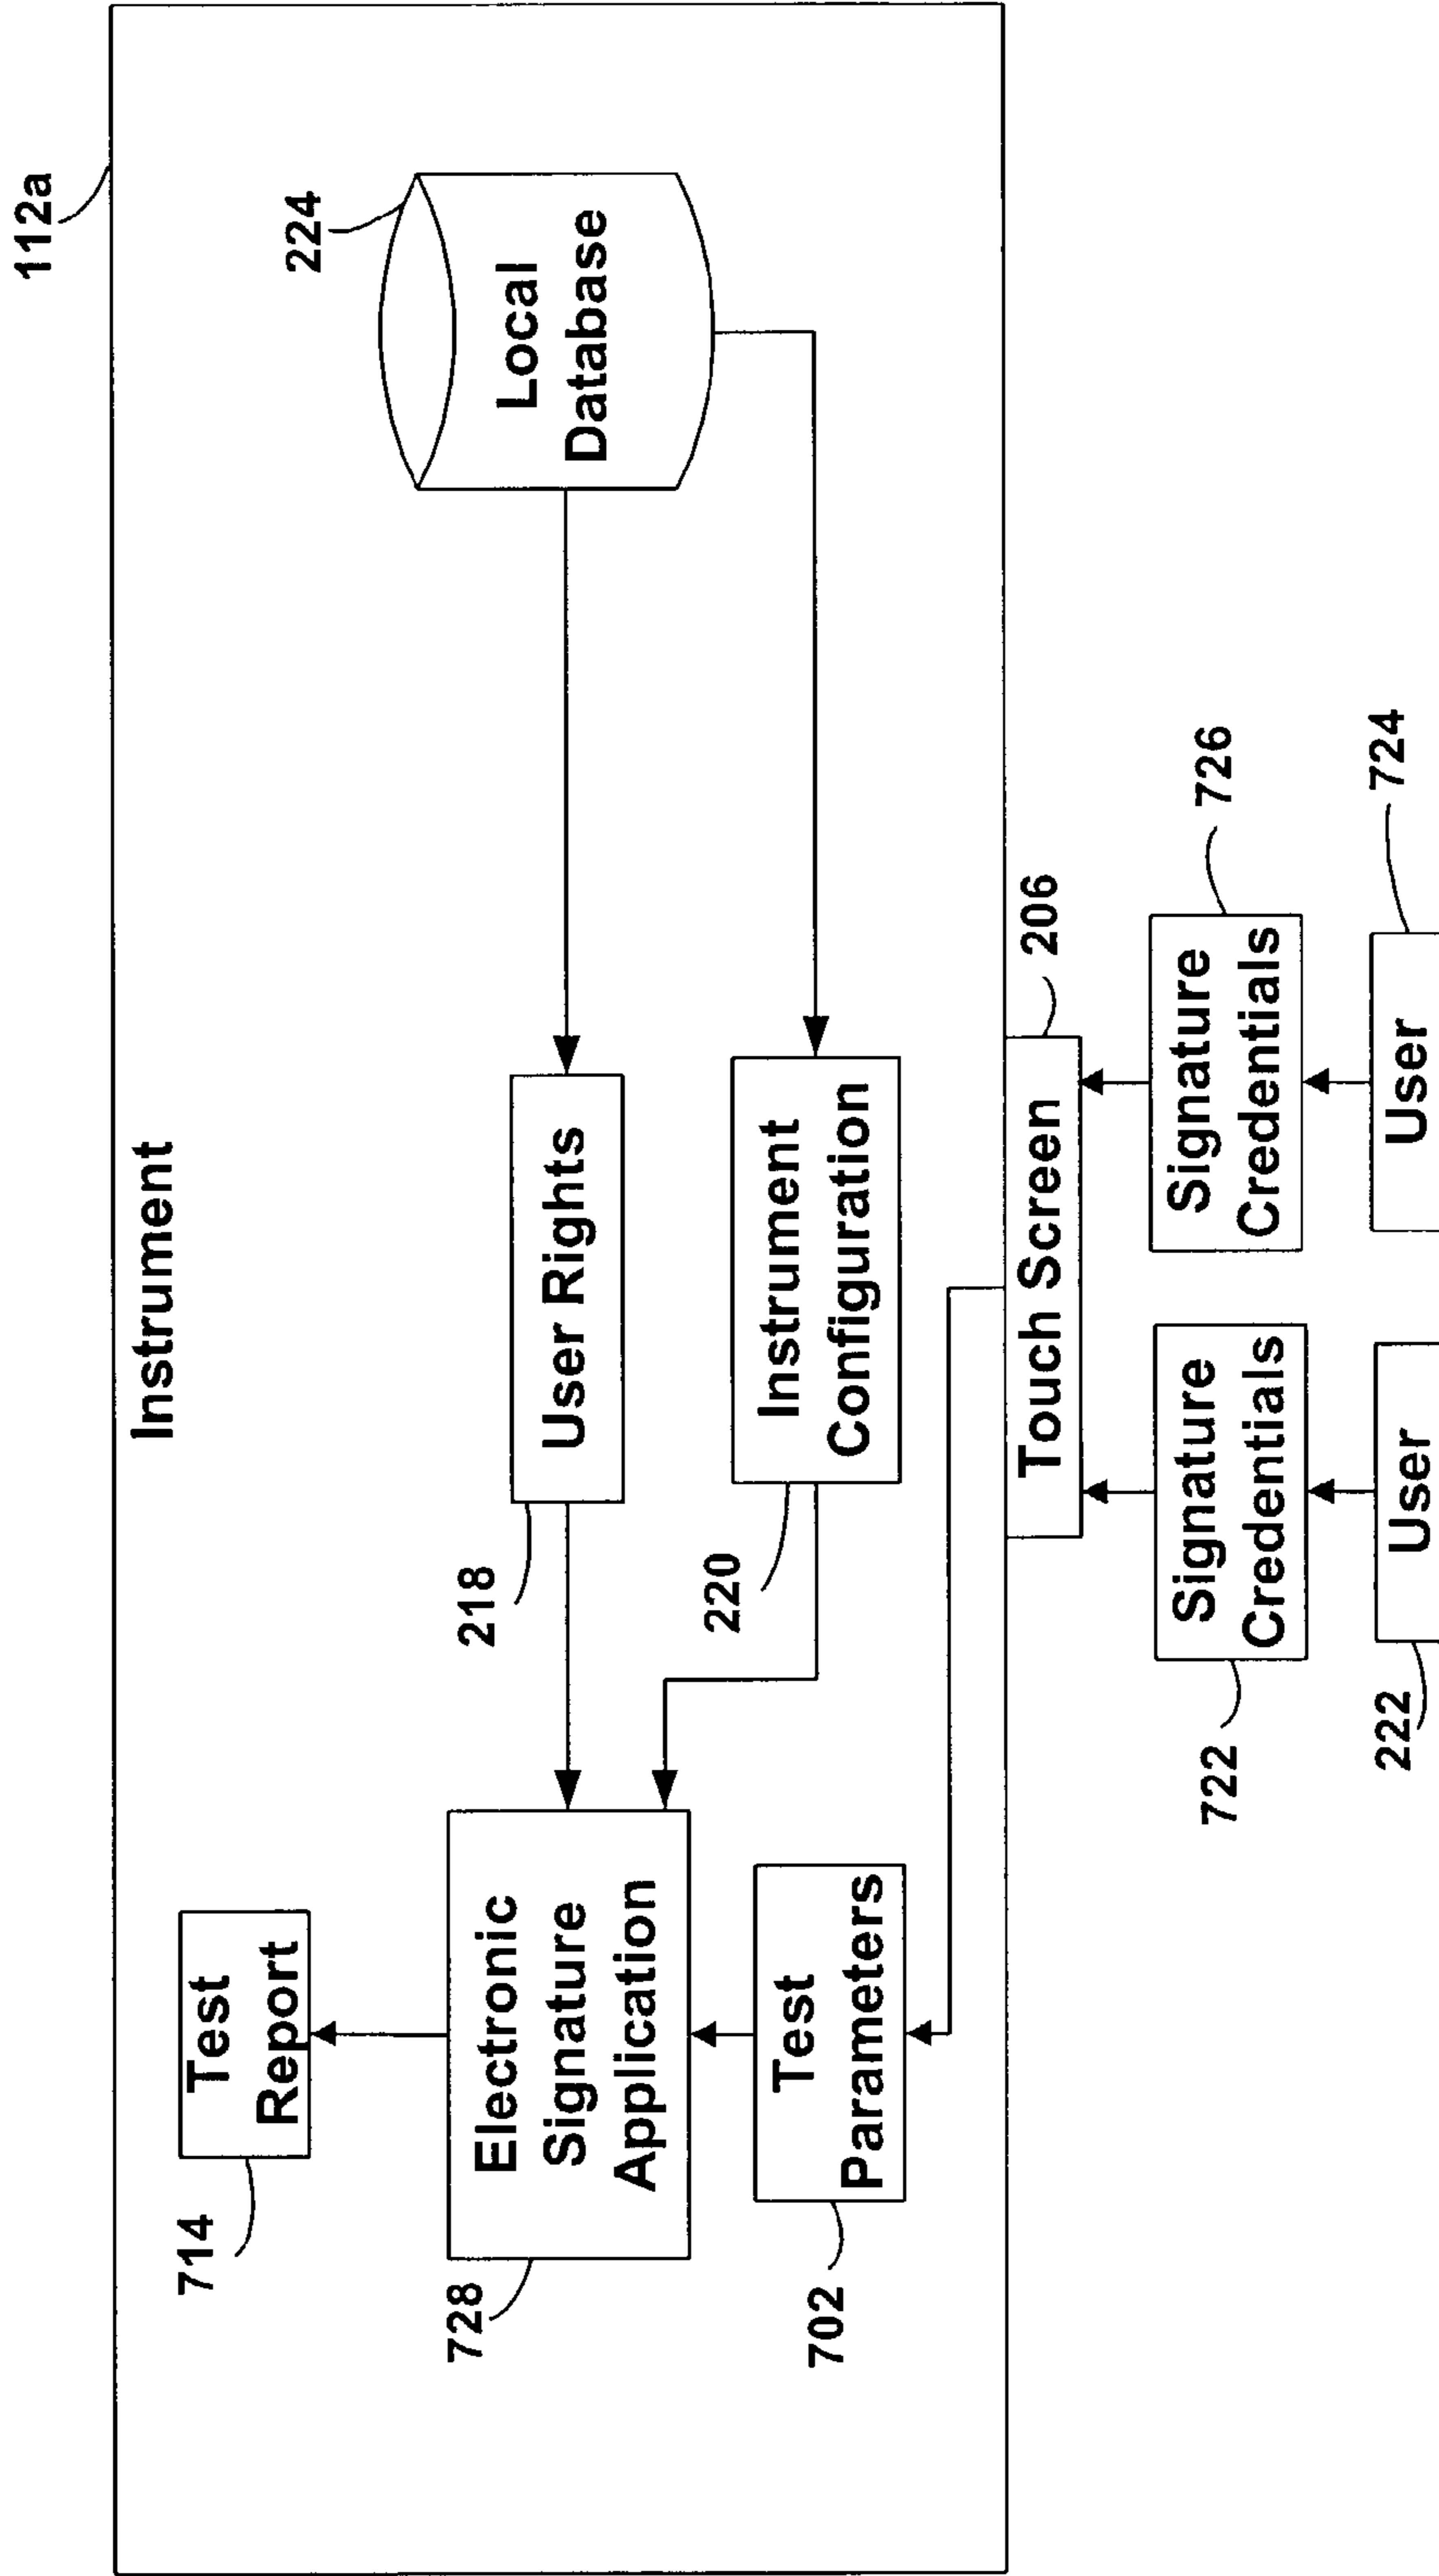 112a
Instrument
714
Test
Report
224
Local
Database
728
Electronic
Signature
Application
218
User Rights
702
Test
Parameters
220
Instrument
Configuration
Touch Screen
206
722
Signature
Credentials
Signature
Credentials
726
222
User
User
724